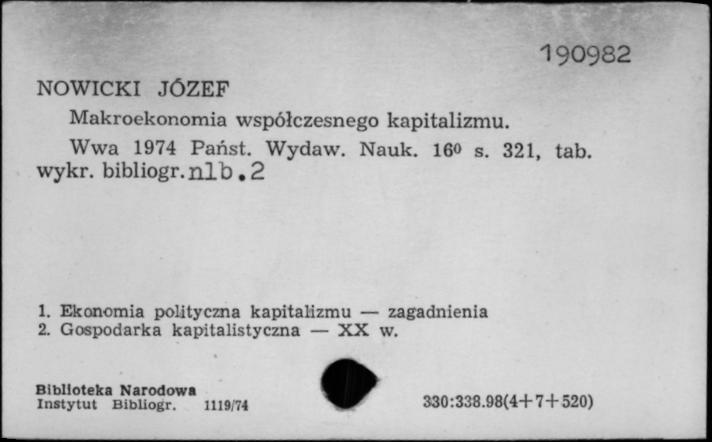 190982
NOWICKI JÓZEF
Makroekonomia współczesnego kapitalizmu.
Wwa 1974 Państ. Wydaw. Nauk. 16⁰ s. 321, tab.
wykr. bibliogr. nlb.2
1. Ekonomia polityczna kapitalizmu — zagadnienia
2. Gospodarka kapitalistyczna — XX w.
Biblioteka Narodowa
Instytut Bibliogr. 1119/74
330:338.98(4+7+520)